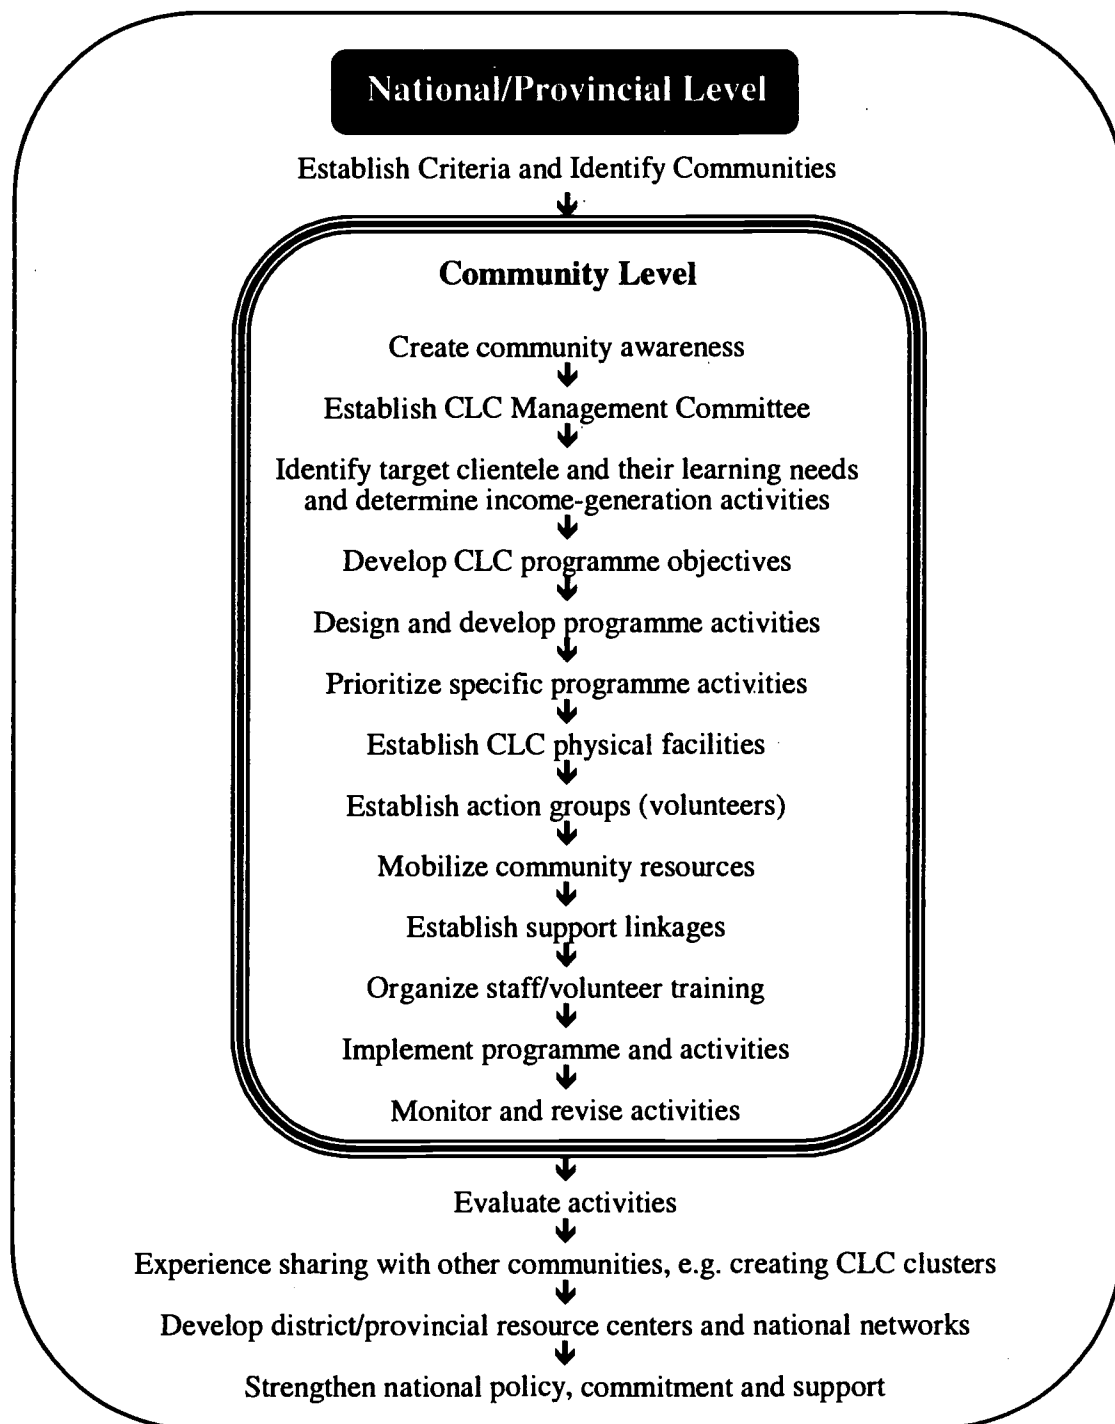 National/Provincial Level
Establish Criteria and Identify Communities
Community Level
Create community awareness
Establish CLC Management Committee
Identify target clientele and their learning needs
and determine income-generation activities
Develop CLC programme objectives
Design and develop programme activities
Prioritize specific programme activities
Establish CLC physical facilities
Establish action groups (volunteers)
Mobilize community resources
Establish support linkages
Organize staff/volunteer training
Implement programme and activities
Monitor and revise activities
Evaluate activities
Experience sharing with other communities, e.g. creating CLC clusters
Develop district/provincial resource centers and national networks
Strengthen national policy, commitment and support